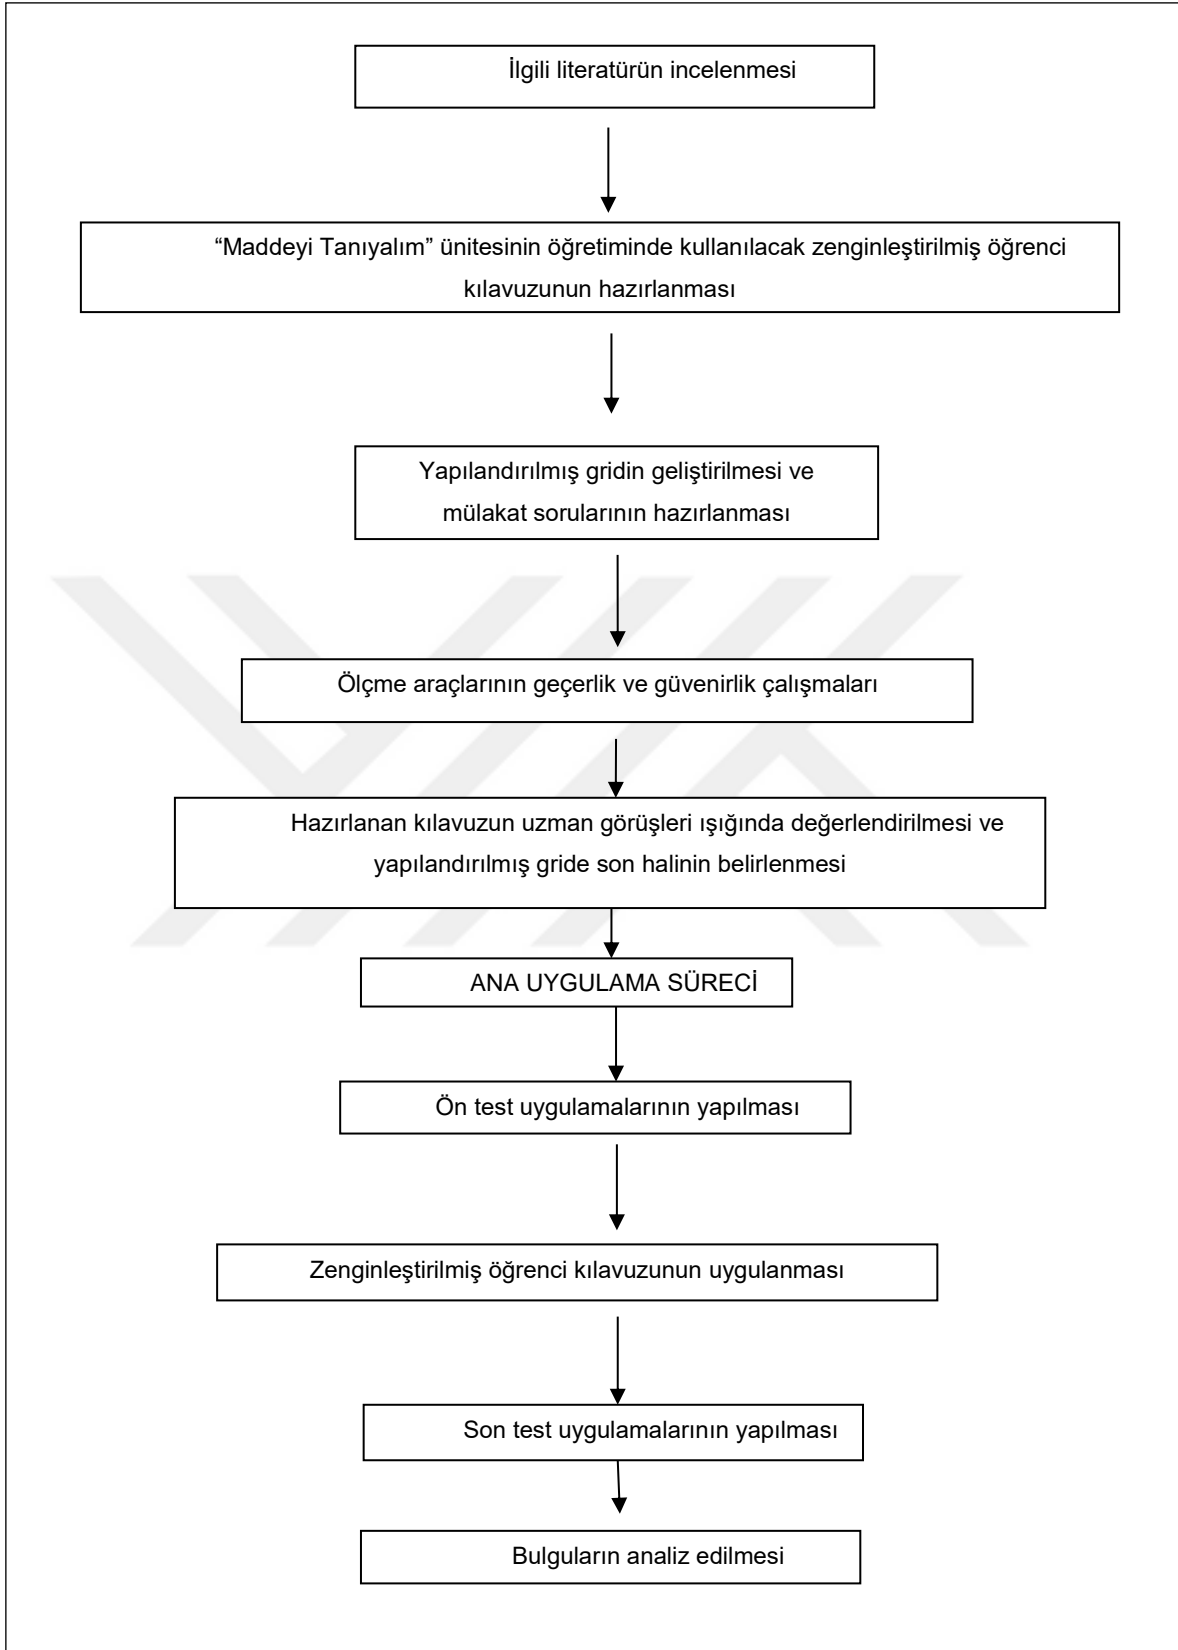 İlgili literatürün incelenmesi
“Maddeyi Tanıyalım” ünitesinin öğretiminde kullanılacak zenginleştirilmiş öğrenci
kılavuzunun hazırlanması
Yapılandırılmış gridin geliştirilmesi ve
mülakat sorularının hazırlanması
Ölçme araçlarının geçerlik ve güvenirlik çalışmaları
Hazırlanan kılavuzun uzman görüşleri ışığında değerlendirilmesi ve
yapılandırılmış gride son halinin belirlenmesi
ANA UYGULAMA SÜRECİ
Ön test uygulamalarının yapılması
Zenginleştirilmiş öğrenci kılavuzunun uygulanması
Son test uygulamalarının yapılması
Bulguların analiz edilmesi